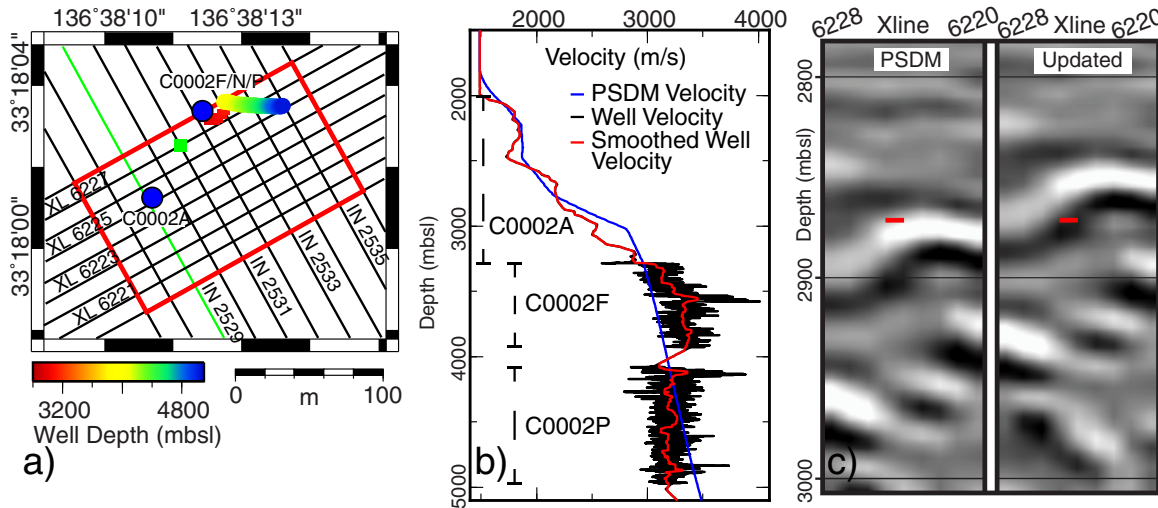 136°38'10" 136°38'13"
33°18'04"
33°18'00"
C0002F/N/P
C0002A
XL 6227
XL 6225
XL 6223
XL 6221
IN 2529
IN 2531
IN 2533
IN 2535
3200 4800
Well Depth (mbsl)
0 m 100
a)
2000 3000 4000
Velocity (m/s)
PSDM Velocity
Well Velocity
Smoothed Well
Velocity
Depth (mbsl)
2000
3000
4000
5000
C0002A
C0002F
C0002P
b)
6228 Xline 6220 6228 Xline 6220
PSDM Updated
Depth (mbsl)
2800
2900
3000
c)